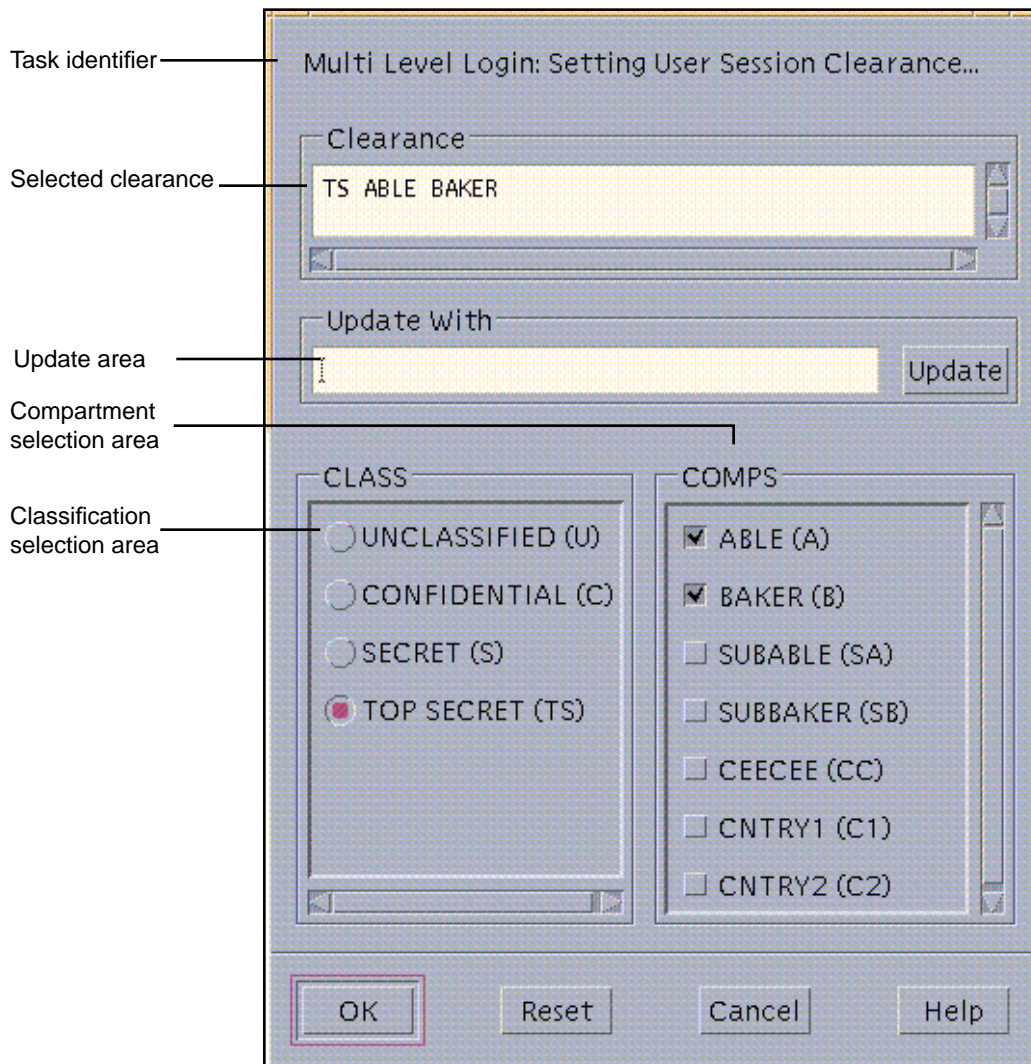 Task identifier
Multi Level Login: Setting User Session Clearance...
Clearance
Selected clearance
TS ABLE BAKER
Update With
Update area
Update
Compartment
selection area
CLASS
COMPS
Classification
selection area
UNCLASSIFIED (U)
CONFIDENTIAL (C)
SECRET (S)
TOP SECRET (TS)
ABLE (A)
BAKER (B)
SUBABLE (SA)
SUBBAKER (SB)
CEECEE (CC)
CNTRY1 (C1)
CNTRY2 (C2)
OK
Reset
Cancel
Help